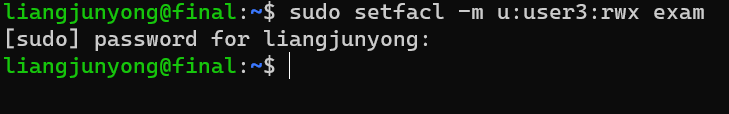 liangjunyong@final:~$ sudo setfacl -m u:user3:rwx exam
[sudo] password for liangjunyong:
liangjunyong@final:~$